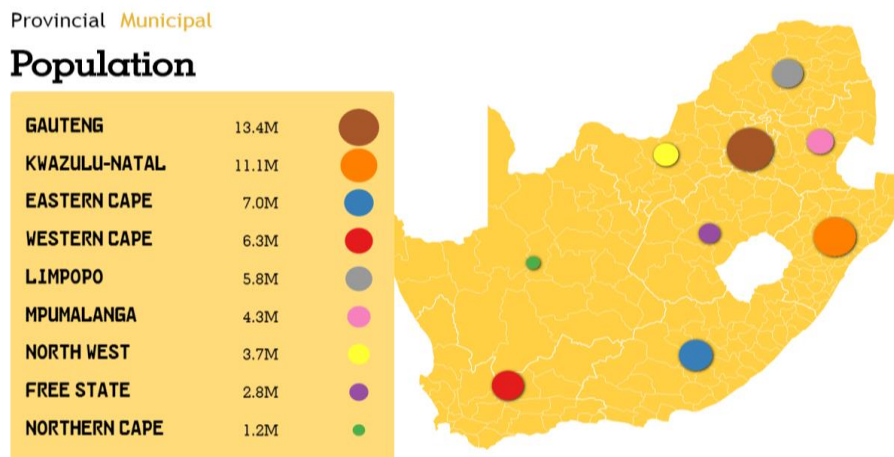 Provincial Municipal
Population
GAUTENG 13.4M
KWAZULU-NATAL 11.1M
EASTERN CAPE 7.0M
WESTERN CAPE 6.3M
LIMPOPO 5.8M
MPUMALANGA 4.3M
NORTH WEST 3.7M
FREE STATE 2.8M
NORTHERN CAPE 1.2M